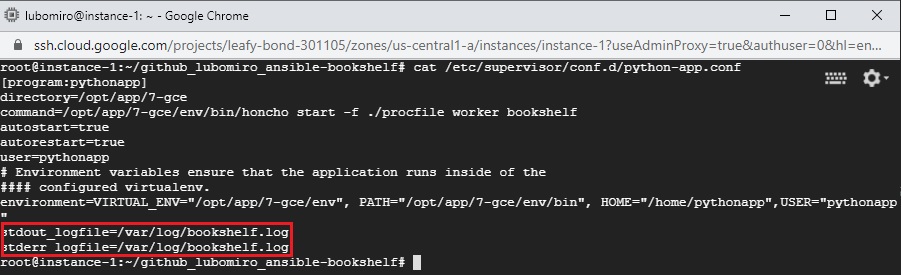 lubomiro@instance-1: ~ - Google Chrome
ssh.cloud.google.com/projects/leafy-bond-301105/zones/us-central1-a/instances/instance-1?useAdminProxy=true&authuser=0&hl=en...
root@instance-1:~/github_lubomiro_ansible-bookshelf# cat /etc/supervisor/conf.d/python-app.conf
[program:pythonapp]
directory=/opt/app/7-gce
command=/opt/app/7-gce/env/bin/honcho start -f ./procfile worker bookshelf
autostart=true
autorestart=true
user=pythonapp
# Environment variables ensure that the application runs inside of the
#### configured virtualenv.
environment=VIRTUAL_ENV="/opt/app/7-gce/env", PATH="/opt/app/7-gce/env/bin", HOME="/home/pythonapp",USER="pythonapp
"
stdout_logfile=/var/log/bookshelf.log
stderr_logfile=/var/log/bookshelf.log
root@instance-1:~/github_lubomiro_ansible-bookshelf#